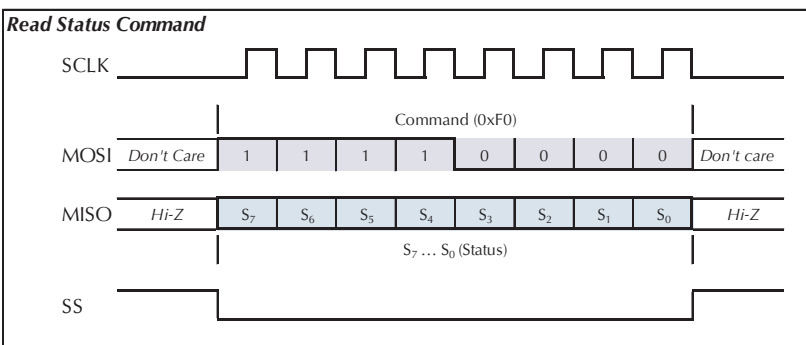 Read Status Command
SCLK
Command (0xF0)
MOSI Don't Care 1 1 1 1 0 0 0 0 Don't care
MISO Hi-Z S7 S6 S5 S4 S3 S2 S1 S0 Hi-Z
S7 … S0 (Status)
SS